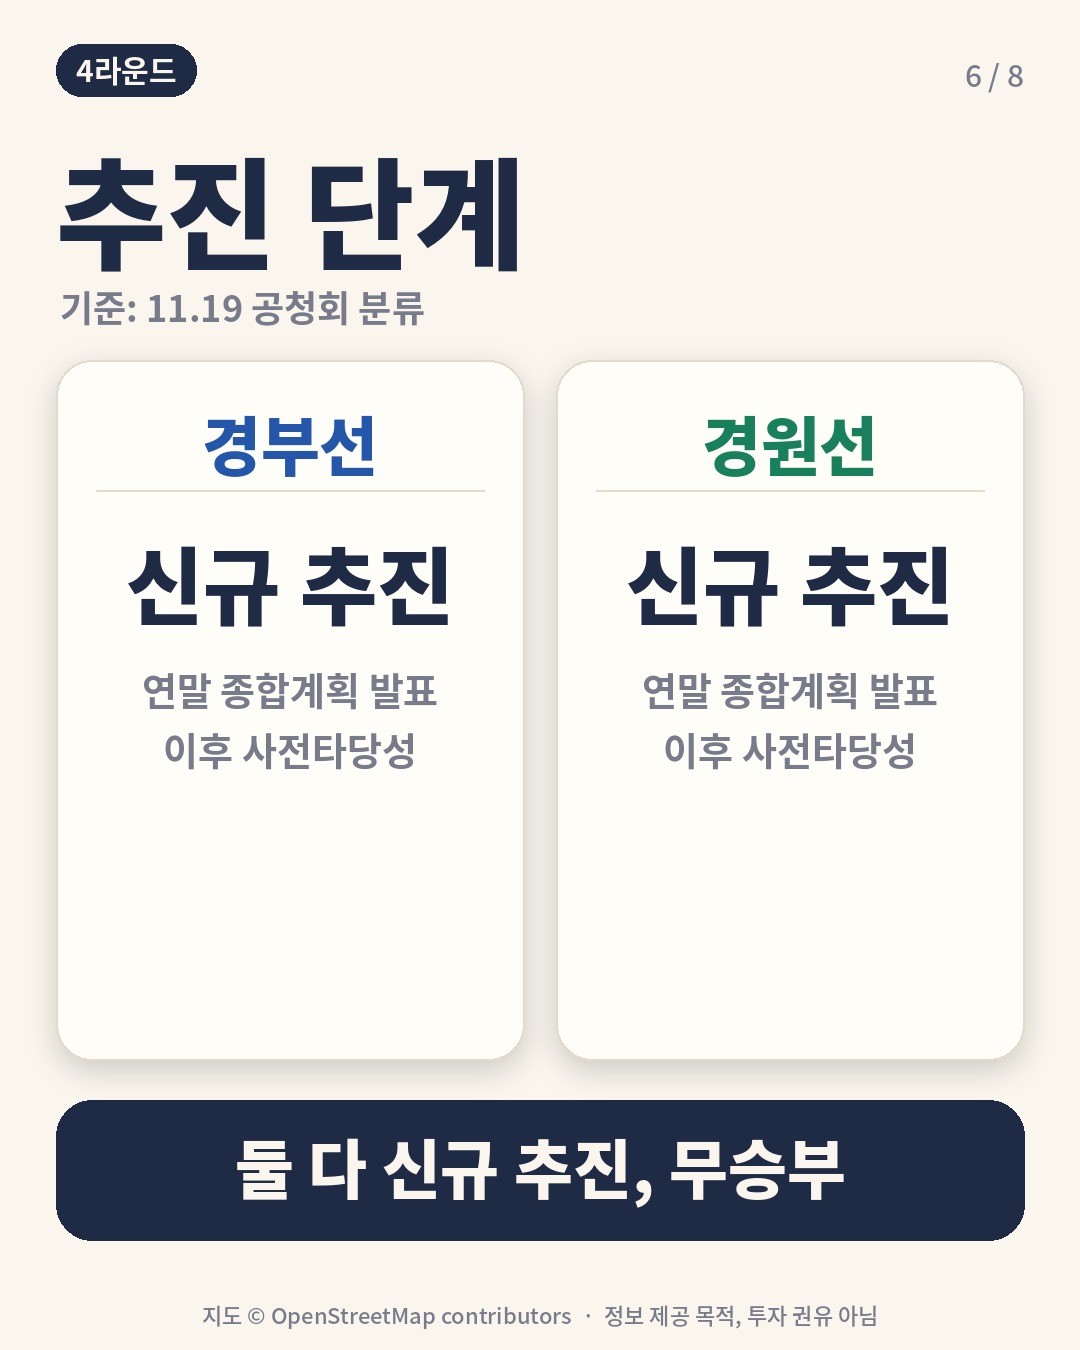 4라운드
6 / 8
추진 단계
기준: 11.19 공청회 분류
경부선
신규 추진
연말 종합계획 발표
이후 사전타당성
경원선
신규 추진
연말 종합계획 발표
이후 사전타당성
둘 다 신규 추진, 무승부
지도 © OpenStreetMap contributors · 정보 제공 목적, 투자 권유 아님